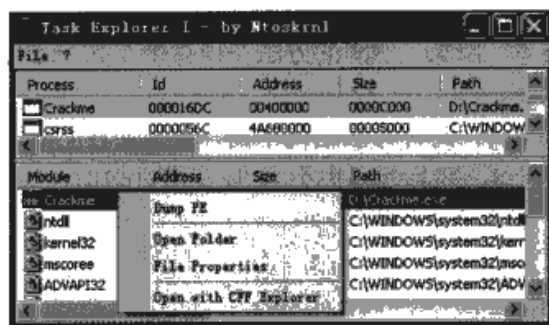 Task Explorer I - by Ntoskrnl
File ?
Process Id Address Size Path
Crackme 000016DC 00400000 0000C000 D:\Crackme.
csrss 0000056C 4A680000 00005000 C:\WINDOW
Module Address Size Path
Crackme D:\Crackme.exe
Dump PE
ntdll C:\WINDOWS\system32\ntdl
Open Folder
kernel32 C:\WINDOWS\system32\kerr
File Properties
mscoree C:\WINDOWS\system32\msco
ADVAPI32 C:\WINDOWS\system32\ADV
Open with CFF Explorer